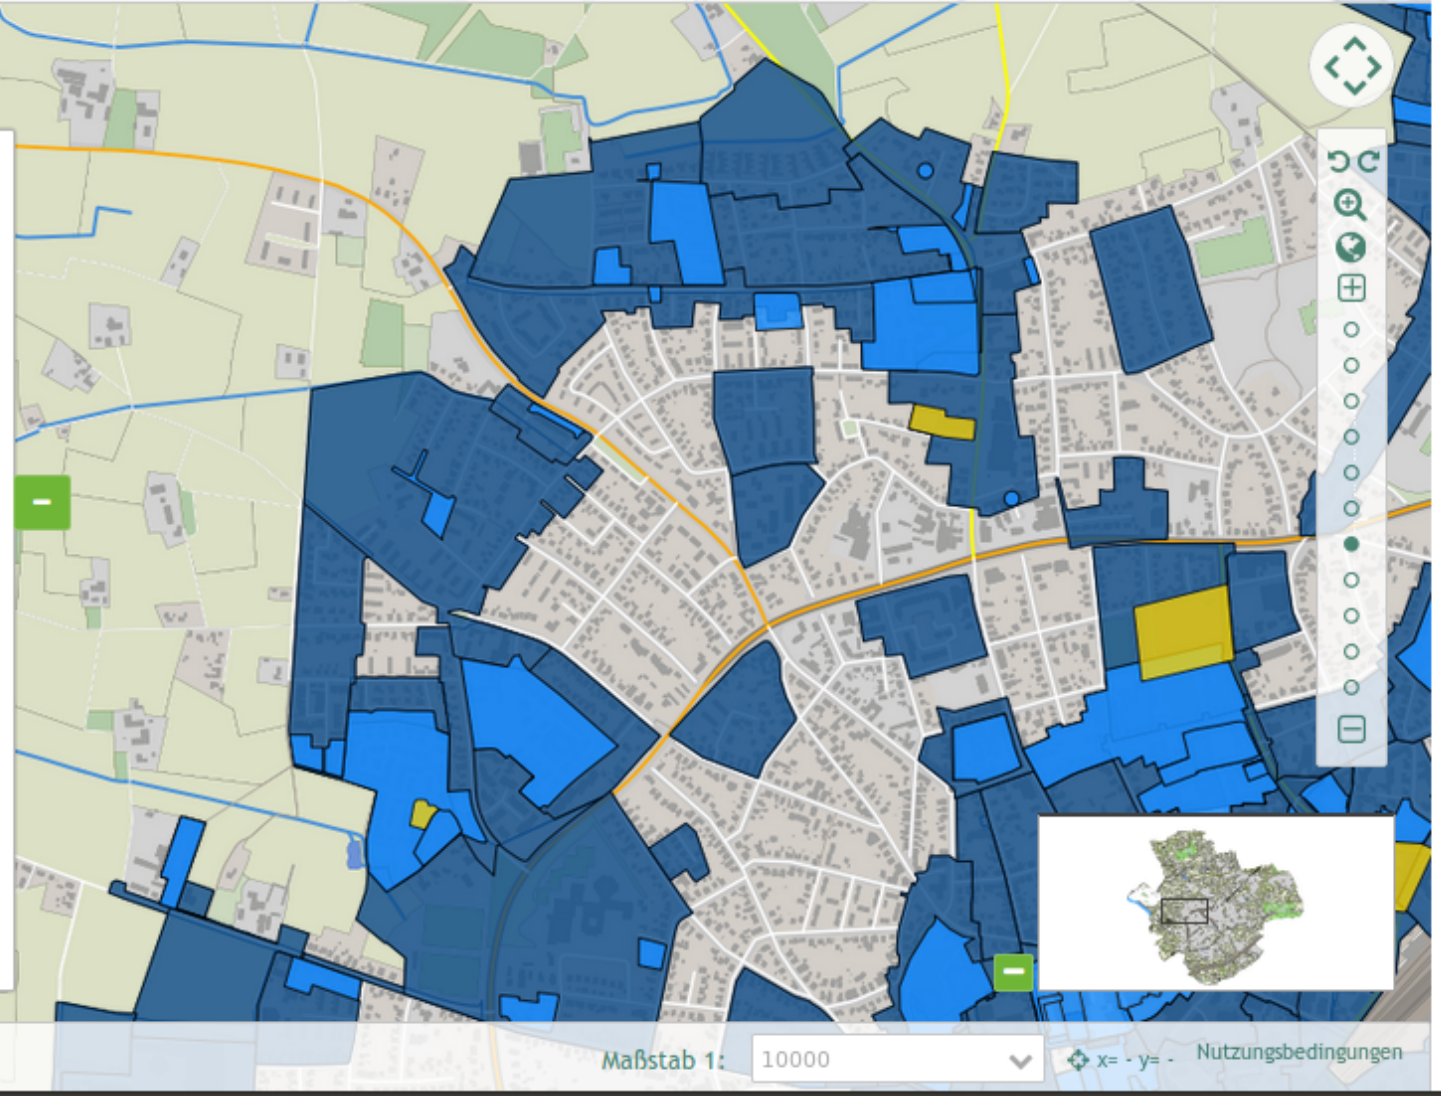 Maßstab 1:
10000
x= - y= -
Nutzungsbedingungen